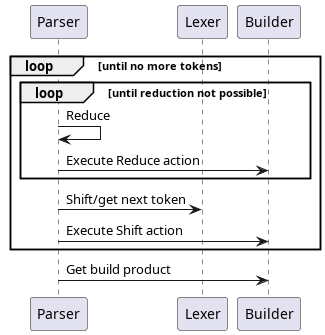 Parser Lexer Builder
loop [until no more tokens]
loop [until reduction not possible]
Reduce
Execute Reduce action
Shift/get next token
Execute Shift action
Get build product
Parser Lexer Builder